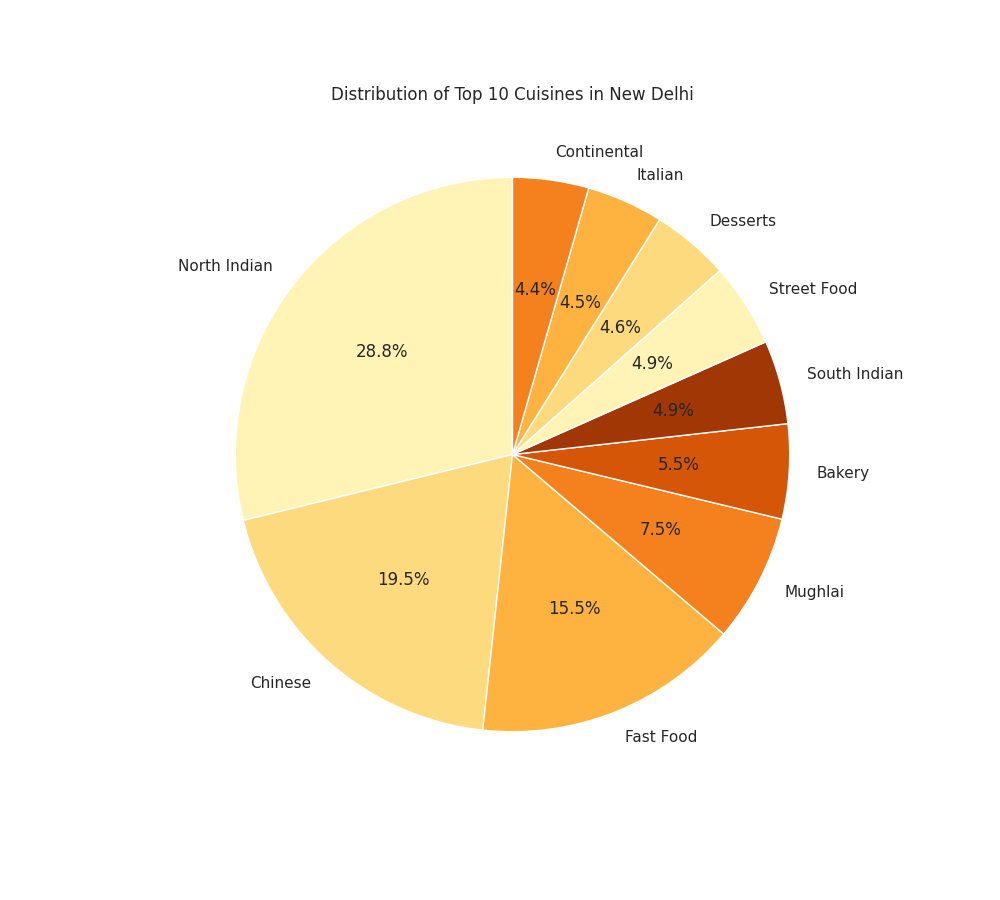 Distribution of Top 10 Cuisines in New Delhi
Continental
Italian
Desserts
Street Food
South Indian
Bakery
Mughlai
Fast Food
Chinese
North Indian
4.4%
4.5%
4.6%
4.9%
4.9%
5.5%
7.5%
15.5%
19.5%
28.8%